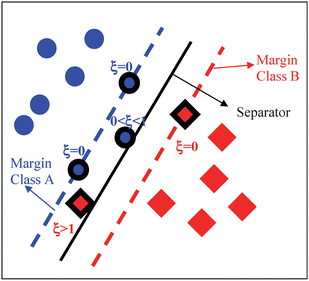 Margin
Class B
ξ=0
Separator
0<ξ<1
ξ=0
ξ=0
Margin
Class A
ξ>1